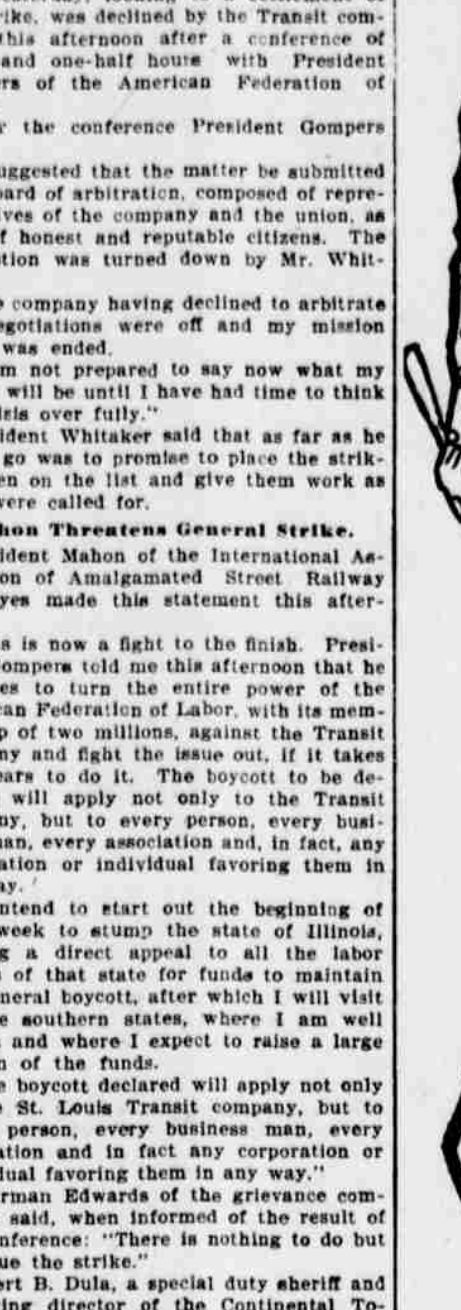 rike, was declined by the Transit com-
this afternoon after a conference of
and one-half hours with President
rs of the American Federation of
r the conference President Gompers
uggested that the matter be submitted
oard of arbitration, composed of repre-
ives of the company and the union, as
f honest and reputable citizens. The
tion was turned down by Mr. Whit-
e company having declined to arbitrate
egotiations were off and my mission
was ended.
m not prepared to say now what my
will be until I have had time to think
isis over fully."
ident Whitaker said that as far as he
go was to promise to place the strik-
en on the list and give them work as
were called for.
hon Threatens General Strike.
ident Mahon of the International As-
on of Amalgamated Street Railway
yes made this statement this after-
s is now a fight to the finish. Presi-
ompers told me this afternoon that he
es to turn the entire power of the
can Federation of Labor, with its mem-
p of two millions, against the Transit
ny and fight the issue out, if it takes
ears to do it. The boycott to be de-
will apply not only to the Transit
ny, but to every person, every busi-
man, every association and, in fact, any
ation or individual favoring them in
ay.
ntend to start out the beginning of
week to stump the state of Illinois,
g a direct appeal to all the labor
s of that state for funds to maintain
neral boycott, after which I will visit
e southern states, where I am well
and where I expect to raise a large
n of the funds.
e boycott declared will apply not only
e St. Louis Transit company, but to
person, every business man, every
ation and in fact any corporation or
dual favoring them in any way."
rman Edwards of the grievance com-
said, when informed of the result of
nference: "There is nothing to do but
ue the strike."
ert B. Dula, a special duty sheriff and
ing director of the Continental To-